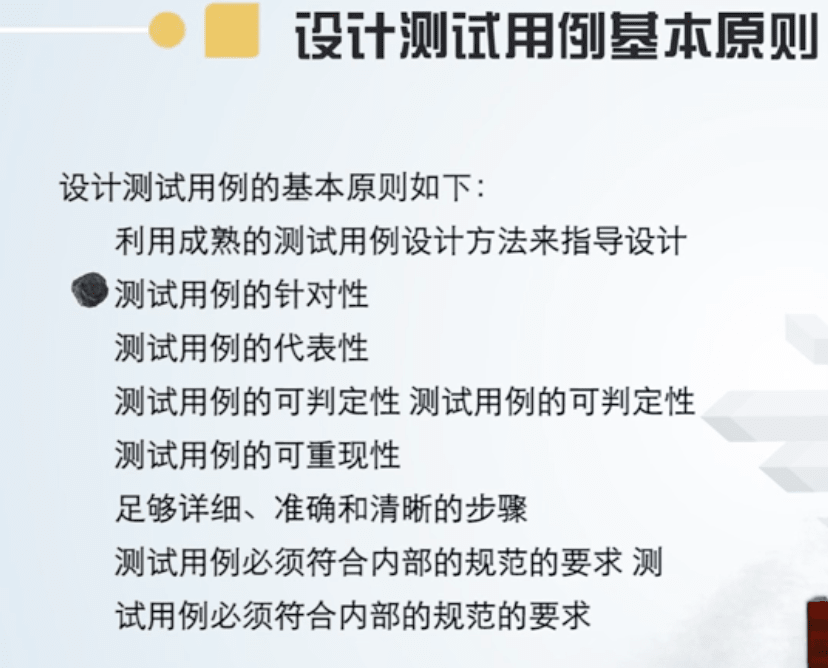 设计测试用例基本原则
设计测试用例的基本原则如下：
利用成熟的测试用例设计方法来指导设计
测试用例的针对性
测试用例的代表性
测试用例的可判定性 测试用例的可判定性
测试用例的可重现性
足够详细、准确和清晰的步骤
测试用例必须符合内部的规范的要求 测
试用例必须符合内部的规范的要求